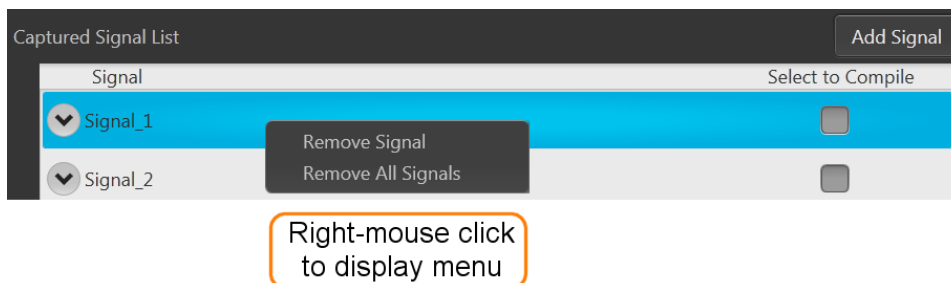 Captured Signal List
Add Signal
Signal
Select to Compile
Signal_1
Remove Signal
Remove All Signals
Signal_2
Right-mouse click
to display menu